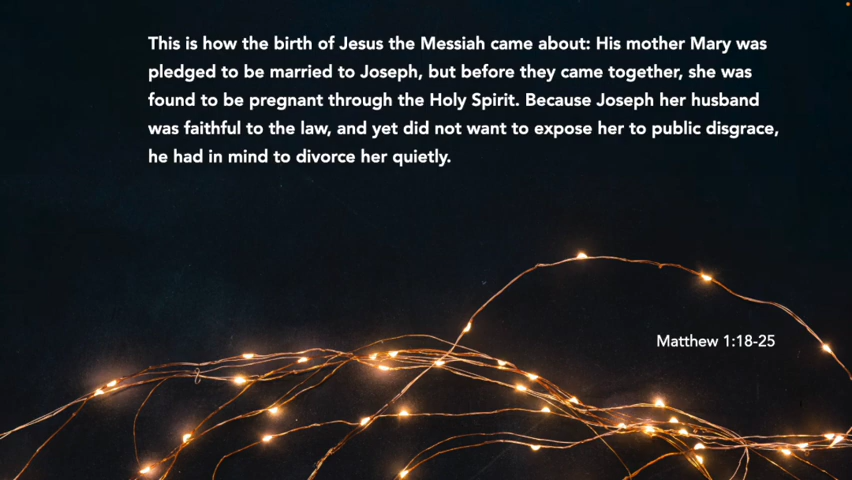 This is how the birth of Jesus the Messiah came about: His mother Mary was
pledged to be married to Joseph, but before they came together, she was
found to be pregnant through the Holy Spirit. Because Joseph her husband
was faithful to the law, and yet did not want to expose her to public disgrace,
he had in mind to divorce her quietly.
Matthew 1:18-25